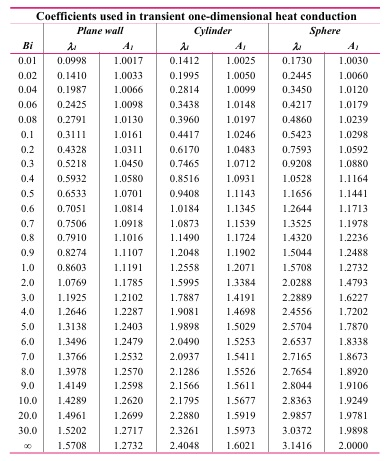 Coefficients used in transient one-dimensional heat conduction
Plane wall Cylinder Sphere
Bi λ1 A1 λ1 A1 λ1 A1
0.01 0.0998 1.0017 0.1412 1.0025 0.1730 1.0030
0.02 0.1410 1.0033 0.1995 1.0050 0.2445 1.0060
0.04 0.1987 1.0066 0.2814 1.0099 0.3450 1.0120
0.06 0.2425 1.0098 0.3438 1.0148 0.4217 1.0179
0.08 0.2791 1.0130 0.3960 1.0197 0.4860 1.0239
0.1 0.3111 1.0161 0.4417 1.0246 0.5423 1.0298
0.2 0.4328 1.0311 0.6170 1.0483 0.7593 1.0592
0.3 0.5218 1.0450 0.7465 1.0712 0.9208 1.0880
0.4 0.5932 1.0580 0.8516 1.0931 1.0528 1.1164
0.5 0.6533 1.0701 0.9408 1.1143 1.1656 1.1441
0.6 0.7051 1.0814 1.0184 1.1345 1.2644 1.1713
0.7 0.7506 1.0918 1.0873 1.1539 1.3525 1.1978
0.8 0.7910 1.1016 1.1490 1.1724 1.4320 1.2236
0.9 0.8274 1.1107 1.2048 1.1902 1.5044 1.2488
1.0 0.8603 1.1191 1.2558 1.2071 1.5708 1.2732
2.0 1.0769 1.1785 1.5995 1.3384 2.0288 1.4793
3.0 1.1925 1.2102 1.7887 1.4191 2.2889 1.6227
4.0 1.2646 1.2287 1.9081 1.4698 2.4556 1.7202
5.0 1.3138 1.2403 1.9898 1.5029 2.5704 1.7870
6.0 1.3496 1.2479 2.0490 1.5253 2.6537 1.8338
7.0 1.3766 1.2532 2.0937 1.5411 2.7165 1.8673
8.0 1.3978 1.2570 2.1286 1.5526 2.7654 1.8920
9.0 1.4149 1.2598 2.1566 1.5611 2.8044 1.9106
10.0 1.4289 1.2620 2.1795 1.5677 2.8363 1.9249
20.0 1.4961 1.2699 2.2880 1.5919 2.9857 1.9781
30.0 1.5202 1.2717 2.3261 1.5973 3.0372 1.9898
∞ 1.5708 1.2732 2.4048 1.6021 3.1416 2.0000